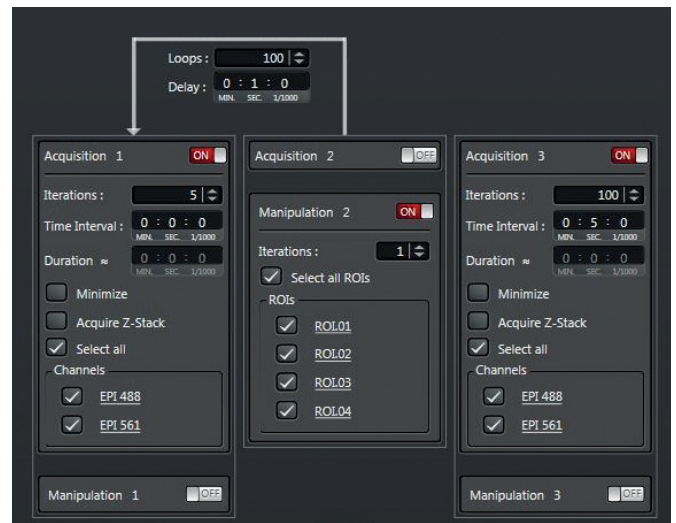 Loops : 100
Delay : 0 : 1 : 0
MIN. SEC. 1/1000
Acquisition 1 ON
Iterations : 5
Time Interval : 0 : 0 : 0
MIN. SEC. 1/1000
Duration ≈ 0 : 0 : 0
MIN. SEC. 1/1000
Minimize
Acquire Z-Stack
Select all
Channels
EPI 488
EPI 561
Manipulation 1 OFF
Acquisition 2 OFF
Manipulation 2 ON
Iterations : 1
Select all ROIs
ROIs
ROI.01
ROI.02
ROI.03
ROI.04
Acquisition 3 ON
Iterations : 100
Time Interval : 0 : 5 : 0
MIN. SEC. 1/1000
Duration ≈ 0 : 0 : 0
MIN. SEC. 1/1000
Minimize
Acquire Z-Stack
Select all
Channels
EPI 488
EPI 561
Manipulation 3 OFF